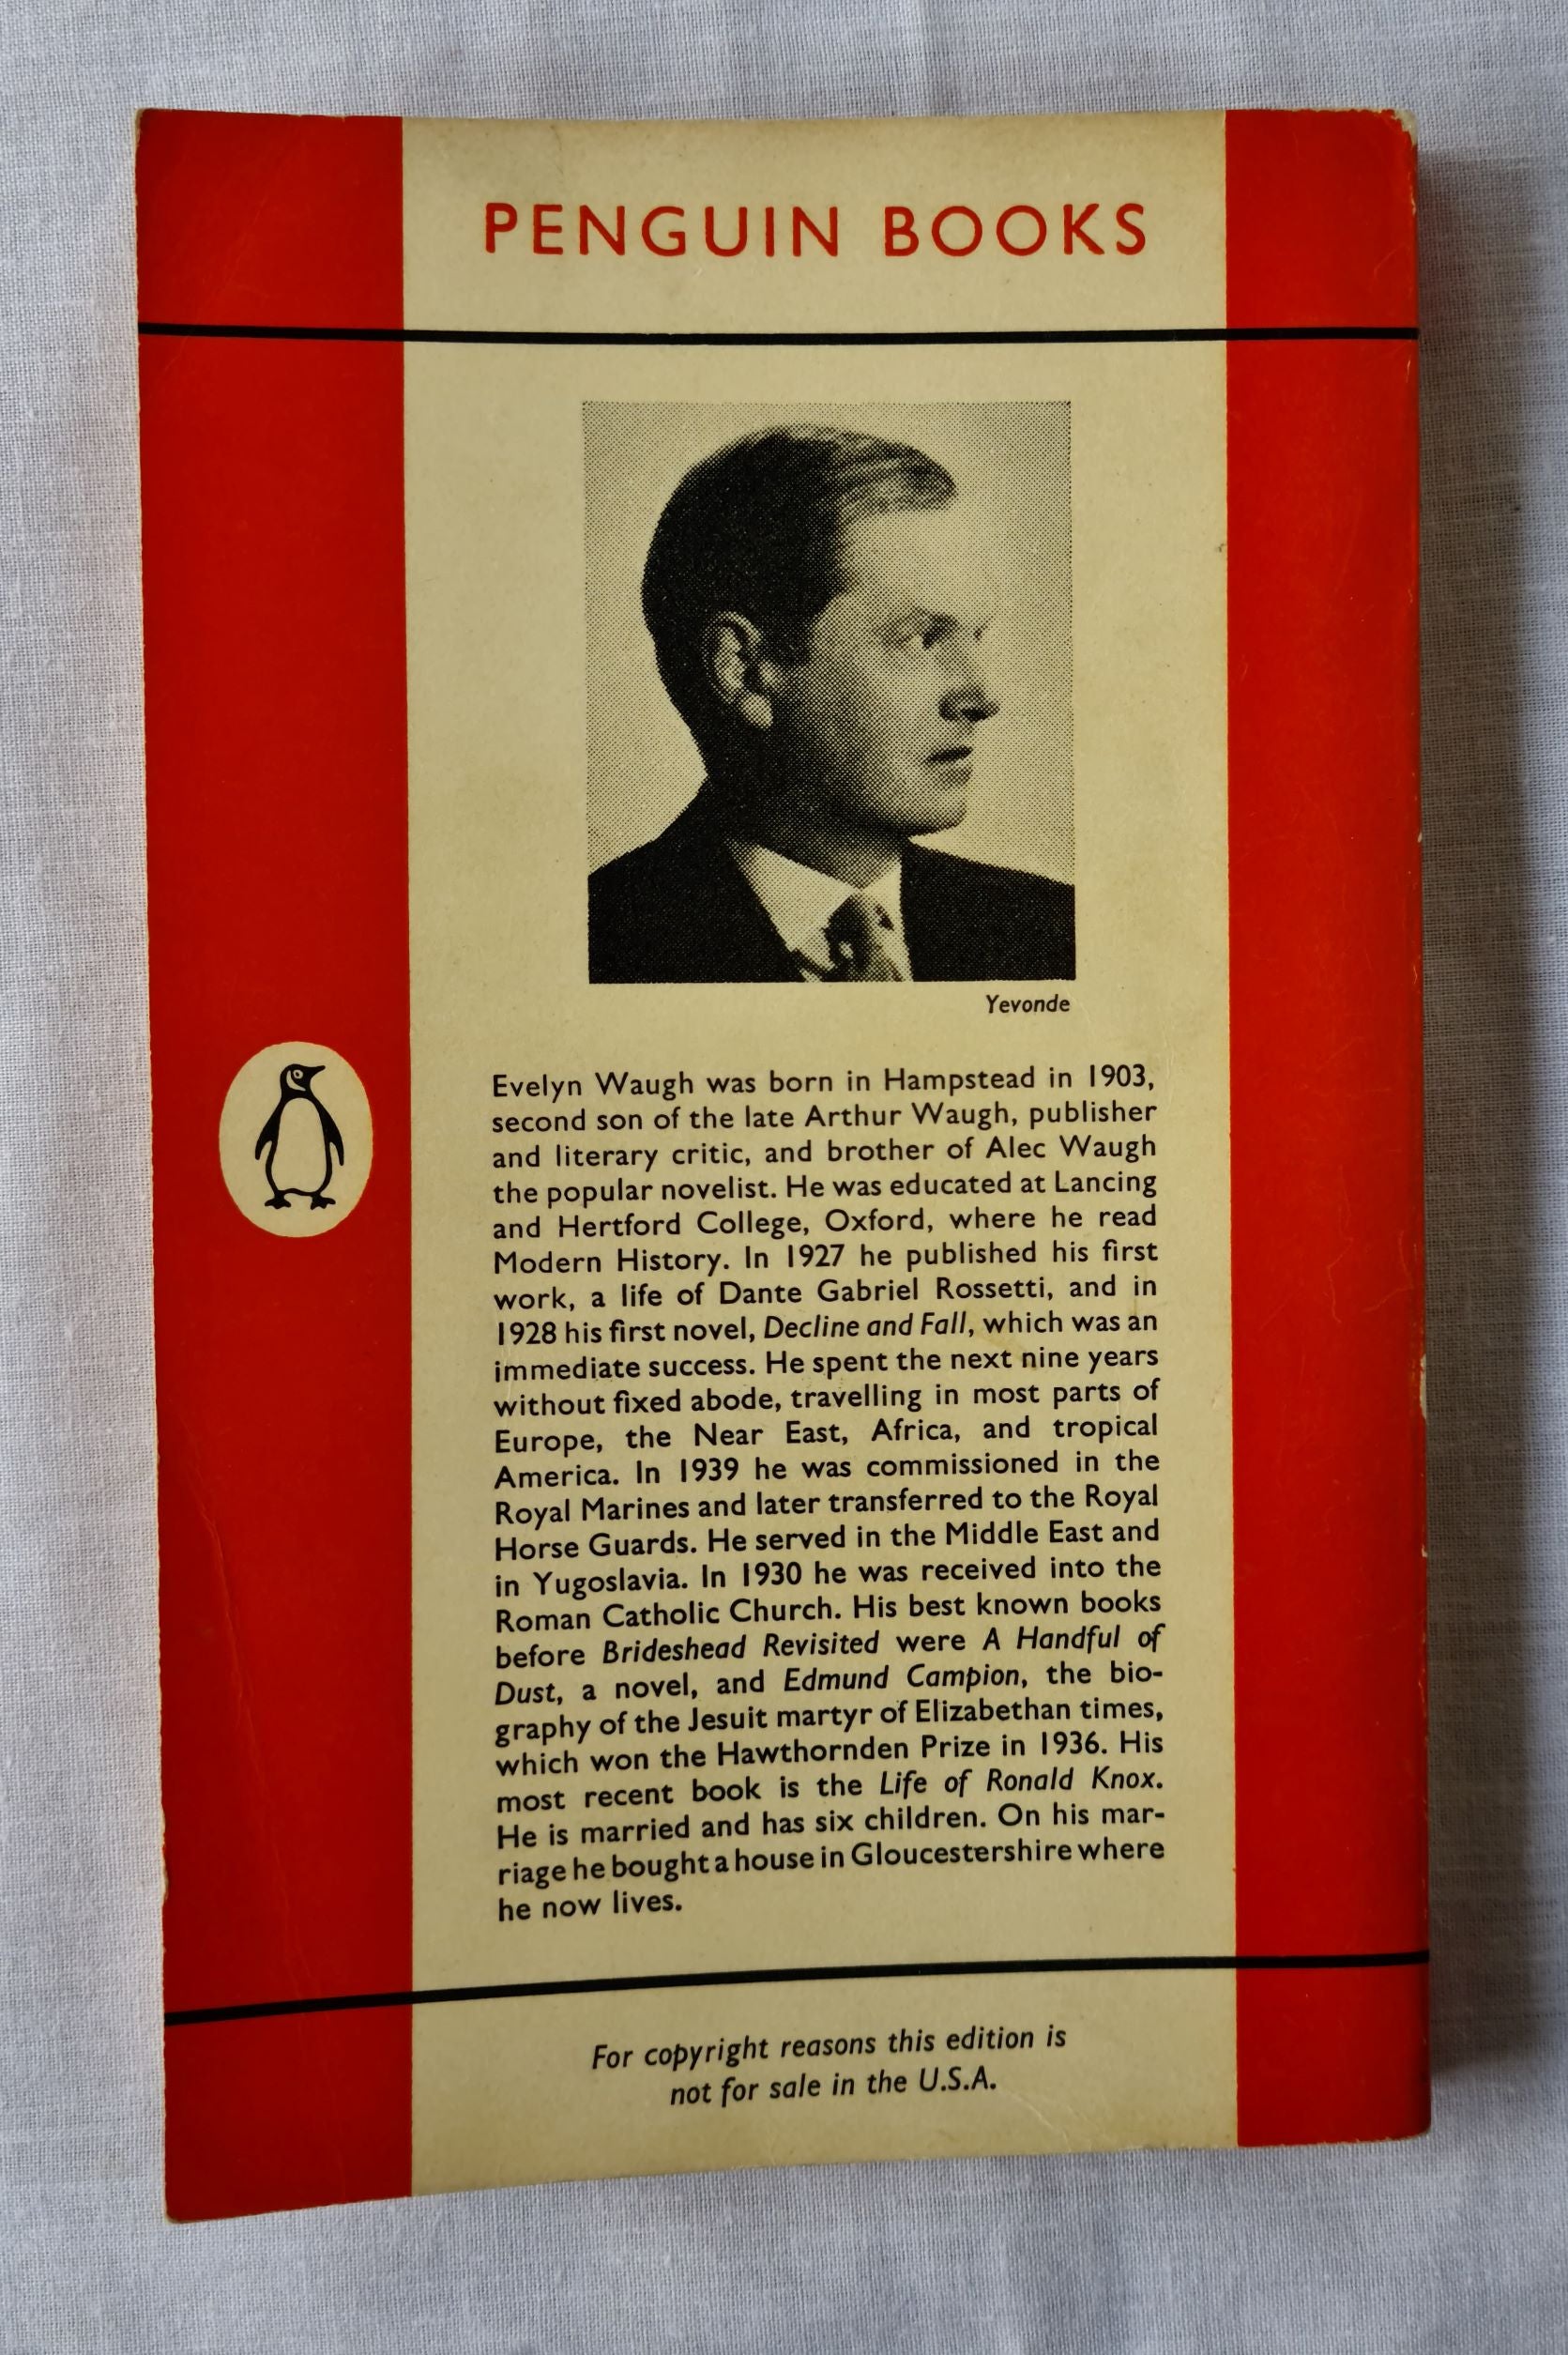 PENGUIN BOOKS
Yevonde
Evelyn Waugh was born in Hampstead in 1903,
second son of the late Arthur Waugh, publisher
and literary critic, and brother of Alec Waugh
the popular novelist. He was educated at Lancing
and Hertford College, Oxford, where he read
Modern History. In 1927 he published his first
work, a life of Dante Gabriel Rossetti, and in
1928 his first novel, Decline and Fall, which was an
immediate success. He spent the next nine years
without fixed abode, travelling in most parts of
Europe, the Near East, Africa, and tropical
America. In 1939 he was commissioned in the
Royal Marines and later transferred to the Royal
Horse Guards. He served in the Middle East and
in Yugoslavia. In 1930 he was received into the
Roman Catholic Church. His best known books
before Brideshead Revisited were A Handful of
Dust, a novel, and Edmund Campion, the bio-
graphy of the Jesuit martyr of Elizabethan times,
which won the Hawthornden Prize in 1936. His
most recent book is the Life of Ronald Knox.
He is married and has six children. On his mar-
riage he bought a house in Gloucestershire where
he now lives.
For copyright reasons this edition is
not for sale in the U.S.A.